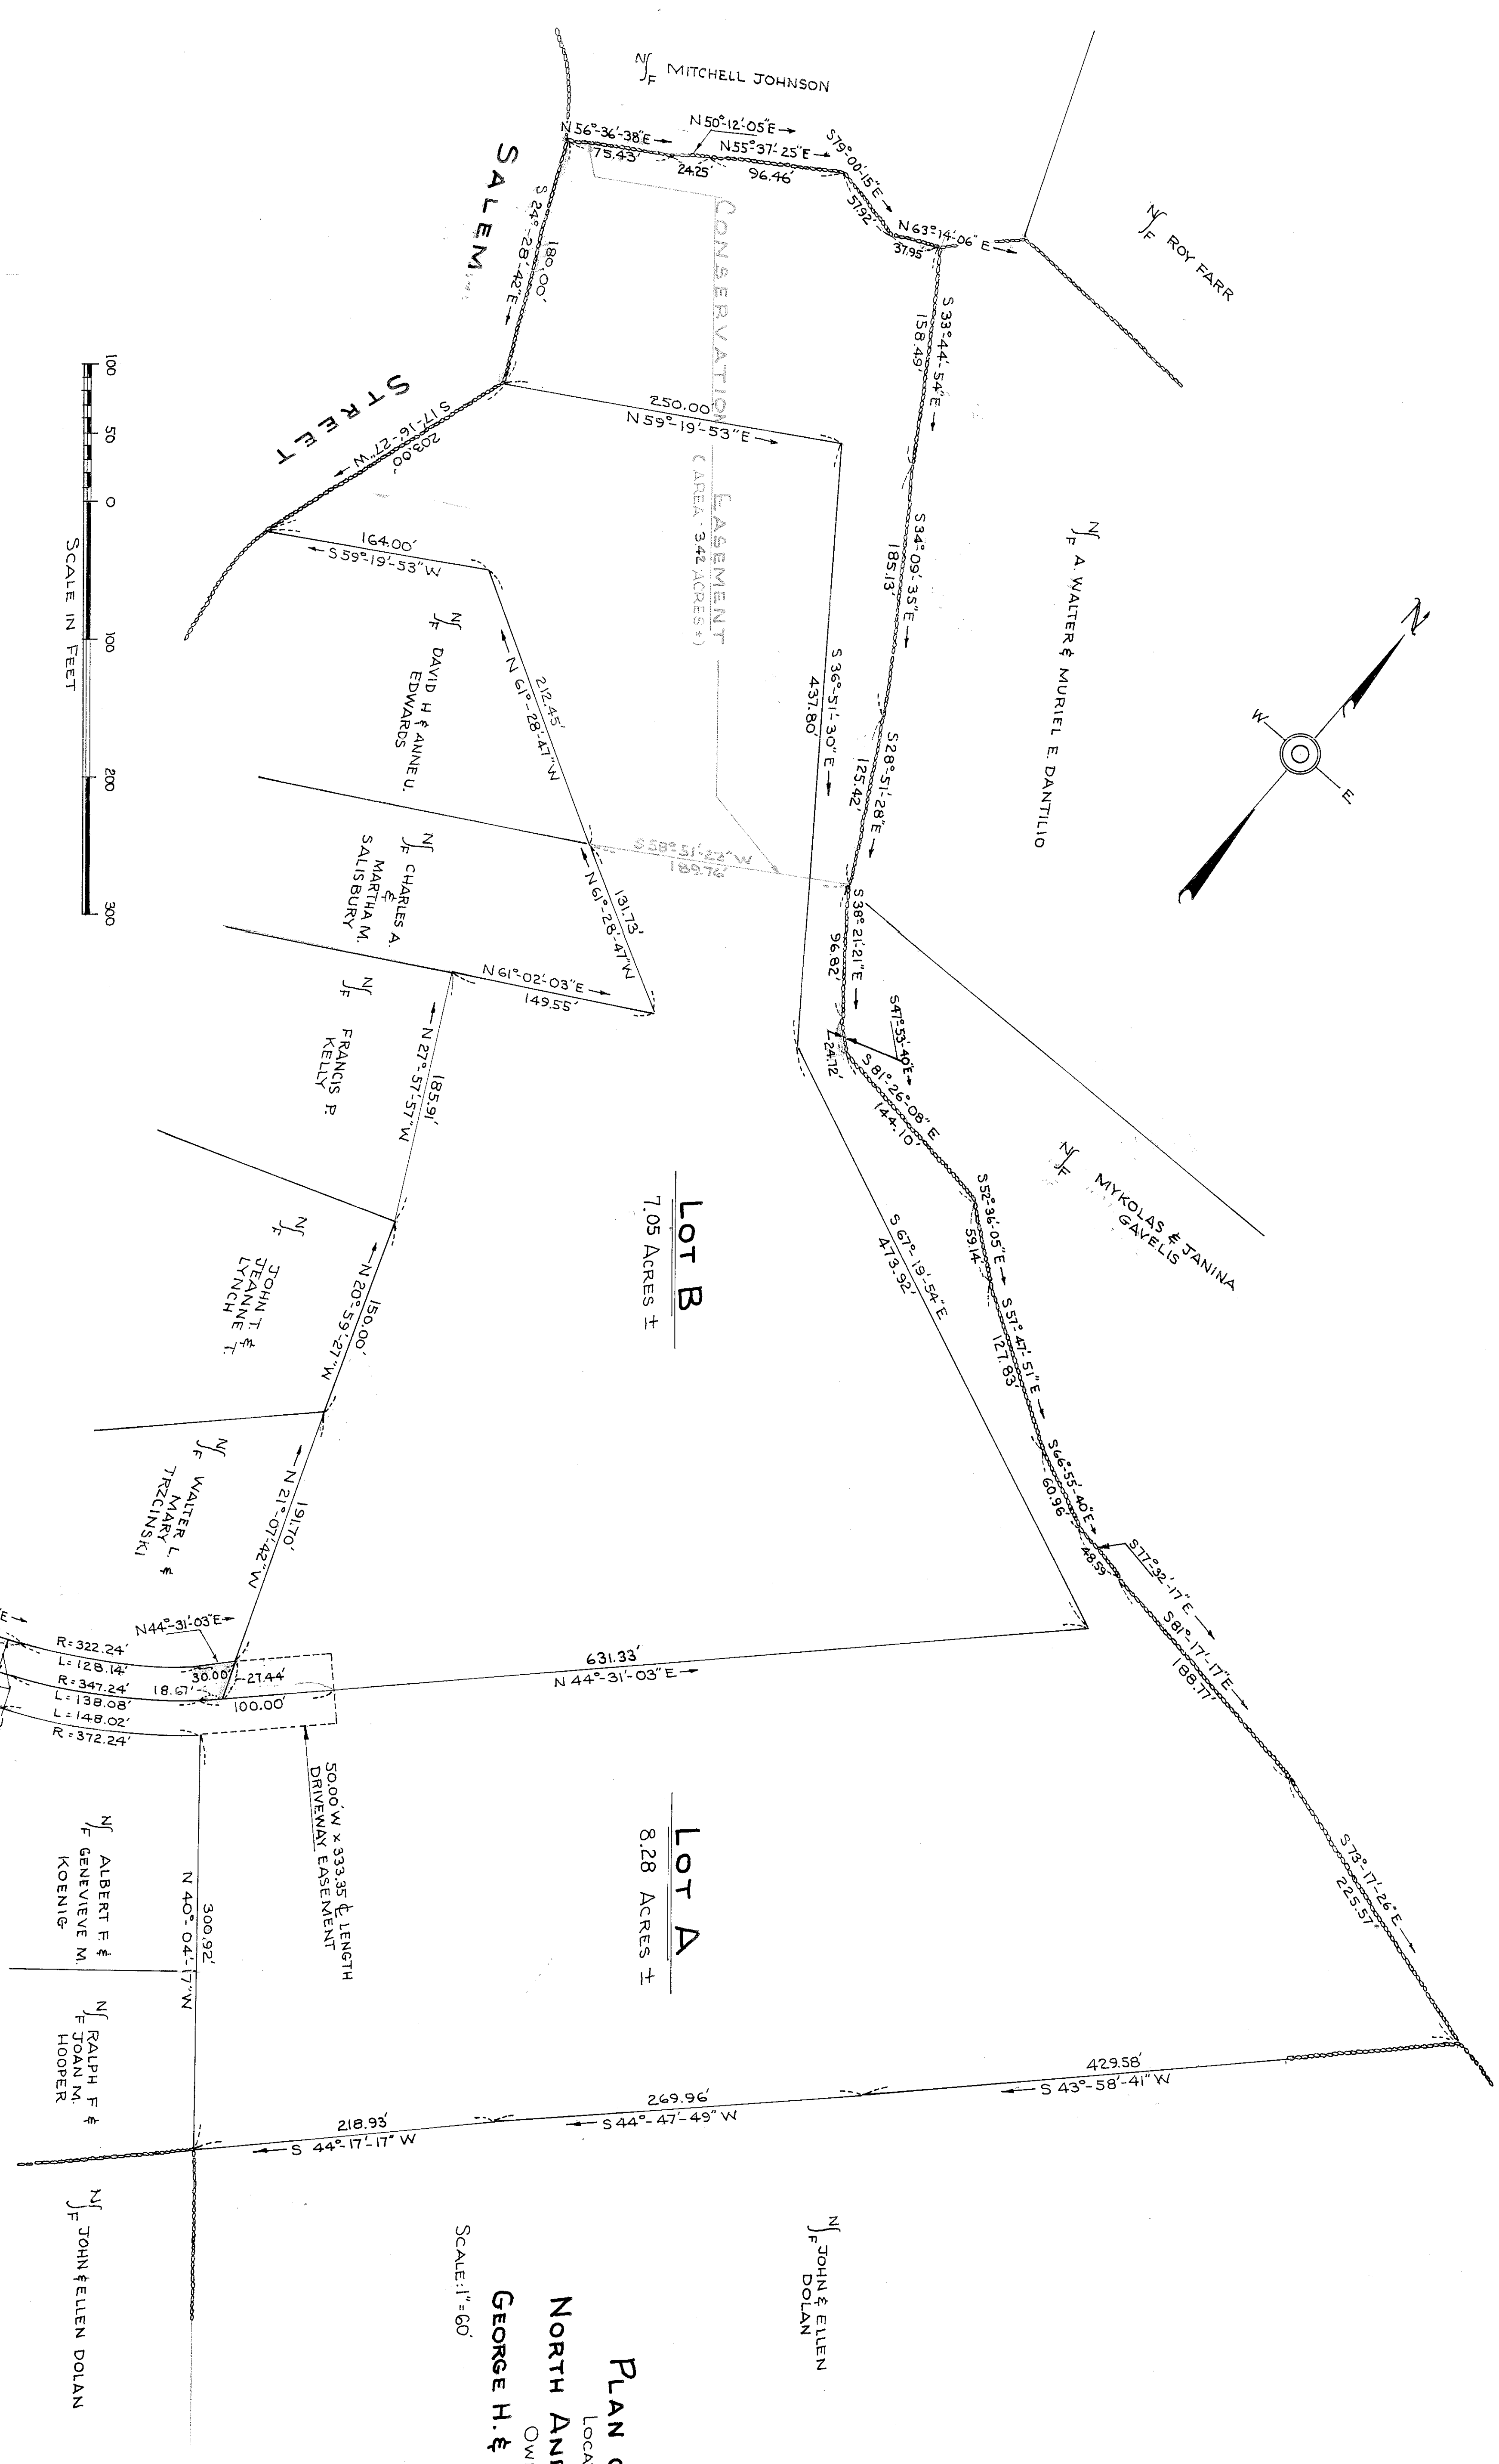 N/F MITCHELL JOHNSON
N/F ROY FARR
N 56°-36'-38"E
75.43'
N 50°-12'-05"E
24.25'
N 55°-37'-25"E
96.46'
S 79°-00'-15"E
57.92'
N 63°-14'-06"E
37.95'
SALEM
STREET
S 24°-28'-42"E
180.00'
S 17°-16'-27"W
203.00'
CONSERVATION EASEMENT
(AREA - 3.42 ACRES ±)
250.00'
N 59°-19'-53"E
S 33°-44'-54"E
158.49'
S 34°-09'-35"E
185.13'
S 28°-51'-28"E
125.42'
S 36°-51'-30"E
437.80'
N/F A. WALTER & MURIEL E. DANTILIO
N
W
E
100
50
0
100
200
300
SCALE IN FEET
164.00'
S 59°-19'-53"W
212.45'
N 61°-28'-47"W
N/F DAVID H & ANNE U.
EDWARDS
S 58°-51'-22"W
189.76'
131.73'
N 61°-28'-47"W
N/F CHARLES A.
&
MARTHA M.
SALISBURY
N 61°-02'-03"E
149.55'
S 38°-21'-21"E
96.82'
S 47°-53'-40"E
24.72'
S 81°-26'-08"E
144.10'
N/F MYKOLAS & JANINA
GAVELIS
N/F FRANCIS P.
KELLY
185.91'
N 27°-57'-57"W
LOT B
7.05 ACRES ±
S 67°-19'-54"E
473.92'
S 52°-36'-05"E
59.14'
S 57°-47'-51"E
127.83'
S 66°-55'-40"E
60.96'
S 77°-32'-17"E
48.59'
S 81°-17'-17"E
188.77'
S 73°-17'-26"E
225.57'
N/F JOHN T. &
JEANNE T.
LYNCH
150.00'
N 20°-59'-27"W
N/F WALTER L. &
MARY
TRZCINSKI
191.70'
N 21°-07'-42"W
E
N 44°-31'-03"E
R=322.24'
L=128.14'
R=347.24'
L=138.08'
L=148.02'
R=372.24'
30.00'
27.44'
18.67'
100.00'
631.33'
N 44°-31'-03"E
50.00' W x 333.35' ℄ LENGTH
DRIVEWAY EASEMENT
LOT A
8.28 ACRES ±
N/F ALBERT F. &
GENEVIEVE M.
KOENIG
300.92'
N 40°-04'-17"W
N/F RALPH F &
JOAN M.
HOOPER
429.58'
S 43°-58'-41"W
269.96'
S 44°-47'-49"W
218.93'
S 44°-17'-17"W
N/F JOHN & ELLEN DOLAN
N/F JOHN & ELLEN
DOLAN
PLAN
LOCA
NORTH AN
OW
GEORGE H. &
SCALE: 1"=60'